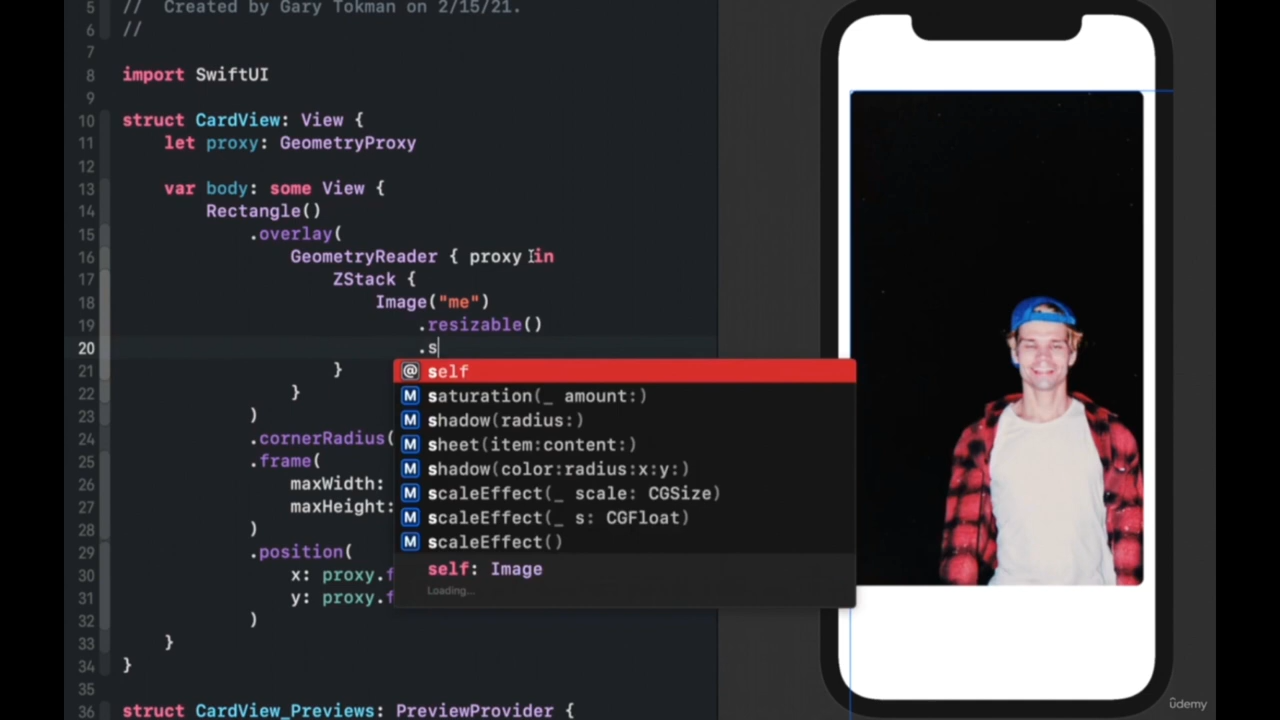 5 // Created by Gary Tokman on 2/15/21.
6 //
7
8 import SwiftUI
9
10 struct CardView: View {
11 let proxy: GeometryProxy
12
13 var body: some View {
14 Rectangle()
15 .overlay(
16 GeometryReader { proxy in
17 ZStack {
18 Image("me")
19 .resizable()
20 .s
21 }
22 }
23 )
24 .cornerRadius(
25 .frame(
26 maxWidth:
27 maxHeight:
28 )
29 .position(
30 x: proxy.f
31 y: proxy.f
32 )
33 }
34 }
35
36 struct CardView_Previews: PreviewProvider {
@ self
M saturation(_ amount:)
M shadow(radius:)
M sheet(item:content:)
M shadow(color:radius:x:y:)
M scaleEffect(_ scale: CGSize)
M scaleEffect(_ s: CGFloat)
M scaleEffect()
self: Image
Loading...
ûdemy